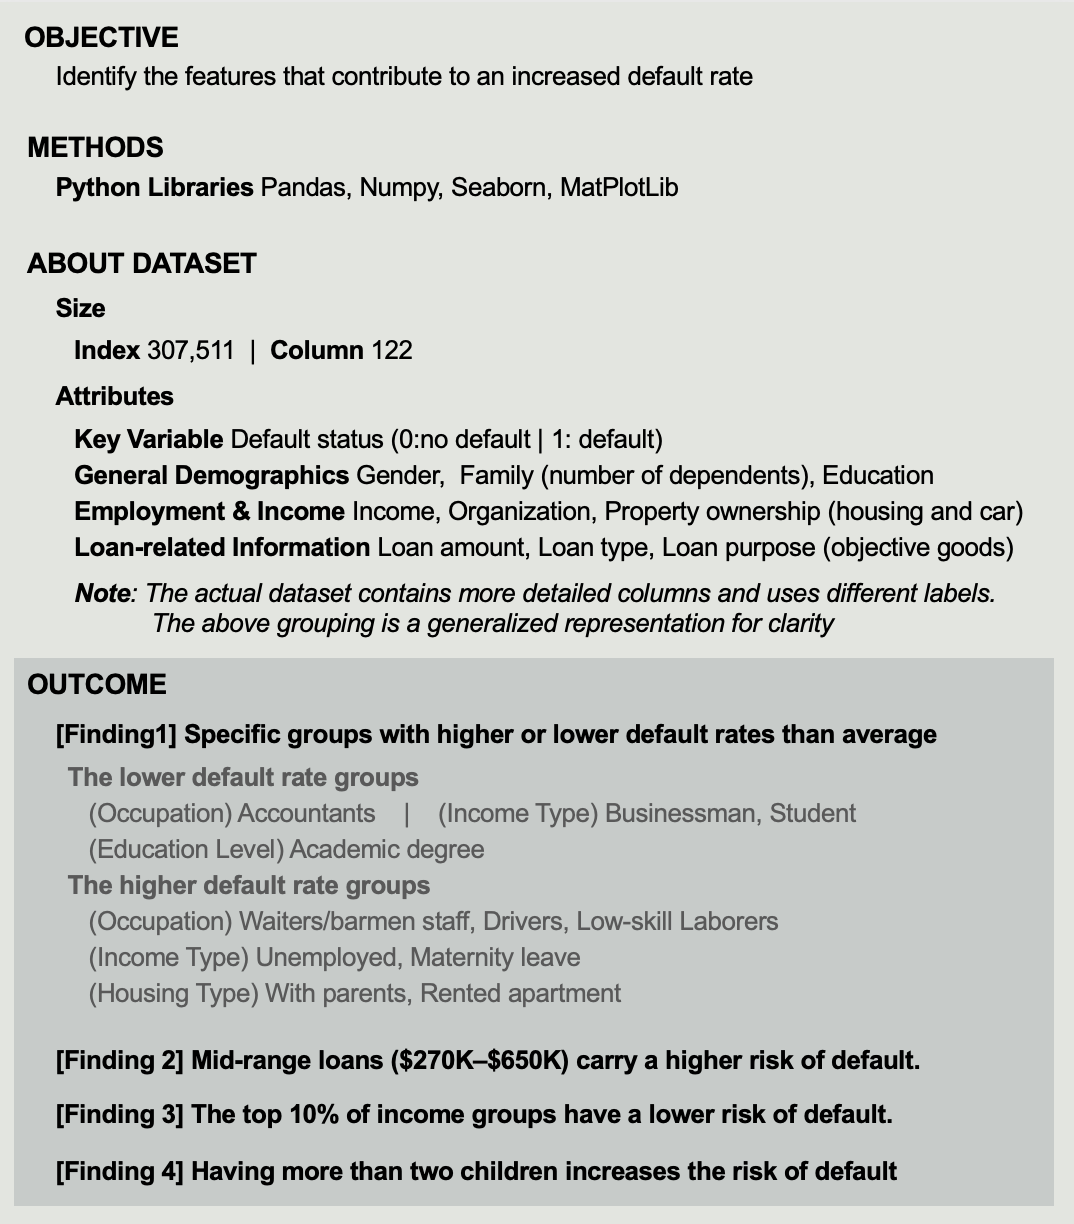 OBJECTIVE
Identify the features that contribute to an increased default rate
METHODS
Python Libraries Pandas, Numpy, Seaborn, MatPlotLib
ABOUT DATASET
Size
Index 307,511 | Column 122
Attributes
Key Variable Default status (0:no default | 1: default)
General Demographics Gender, Family (number of dependents), Education
Employment & Income Income, Organization, Property ownership (housing and car)
Loan-related Information Loan amount, Loan type, Loan purpose (objective goods)
Note: The actual dataset contains more detailed columns and uses different labels.
The above grouping is a generalized representation for clarity
OUTCOME
[Finding1] Specific groups with higher or lower default rates than average
The lower default rate groups
(Occupation) Accountants | (Income Type) Businessman, Student
(Education Level) Academic degree
The higher default rate groups
(Occupation) Waiters/barmen staff, Drivers, Low-skill Laborers
(Income Type) Unemployed, Maternity leave
(Housing Type) With parents, Rented apartment
[Finding 2] Mid-range loans ($270K–$650K) carry a higher risk of default.
[Finding 3] The top 10% of income groups have a lower risk of default.
[Finding 4] Having more than two children increases the risk of default